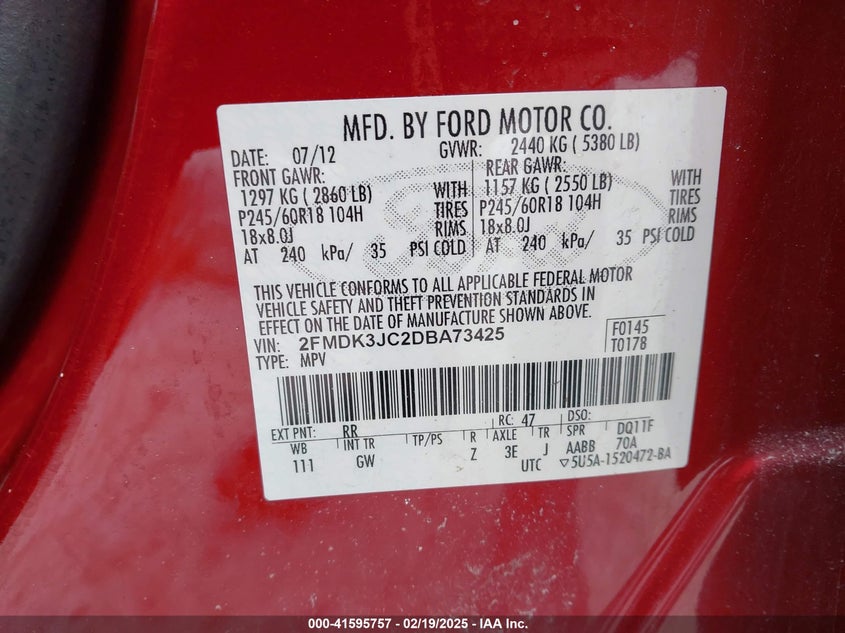 MFD. BY FORD MOTOR CO.
DATE: 07/12 GVWR: 2440 KG ( 5380 LB)
FRONT GAWR: REAR GAWR:
1297 KG ( 2860 LB) WITH 1157 KG ( 2550 LB) WITH
P245/60R18 104H TIRES P245/60R18 104H TIRES
18x8.0J RIMS 18x8.0J RIMS
AT 240 kPa/ 35 PSI COLD AT 240 kPa/ 35 PSI COLD
THIS VEHICLE CONFORMS TO ALL APPLICABLE FEDERAL MOTOR
VEHICLE SAFETY AND THEFT PREVENTION STANDARDS IN
EFFECT ON THE DATE OF MANUFACTURE SHOWN ABOVE.
VIN: 2FMDK3JC2DBA73425 F0145
TYPE: MPV T0178
EXT PNT: RR RC: 47 DSO:
WB INT TR TP/PS R AXLE TR SPR DQ11F
111 GW Z 3E J AABB 70A
UTC ▽5U5A-1520472-BA
000-41595757 - 02/19/2025 - IAA Inc.